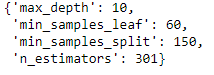 {'max_depth': 10,
'min_samples_leaf': 60,
'min_samples_split': 150,
'n_estimators': 301}